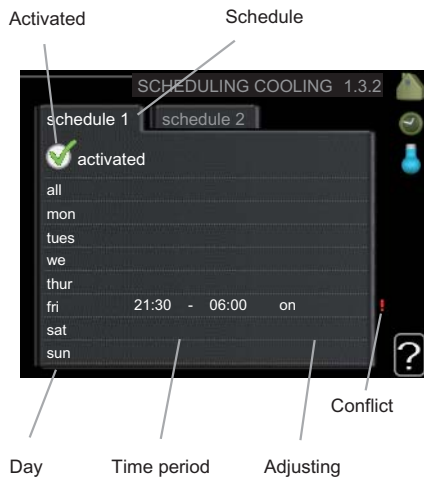 Activated Schedule
SCHEDULING COOLING 1.3.2
schedule 1 schedule 2
activated
all
mon
tues
we
thur
fri 21:30 - 06:00 on !
sat
sun
?
Conflict
Day Time period Adjusting